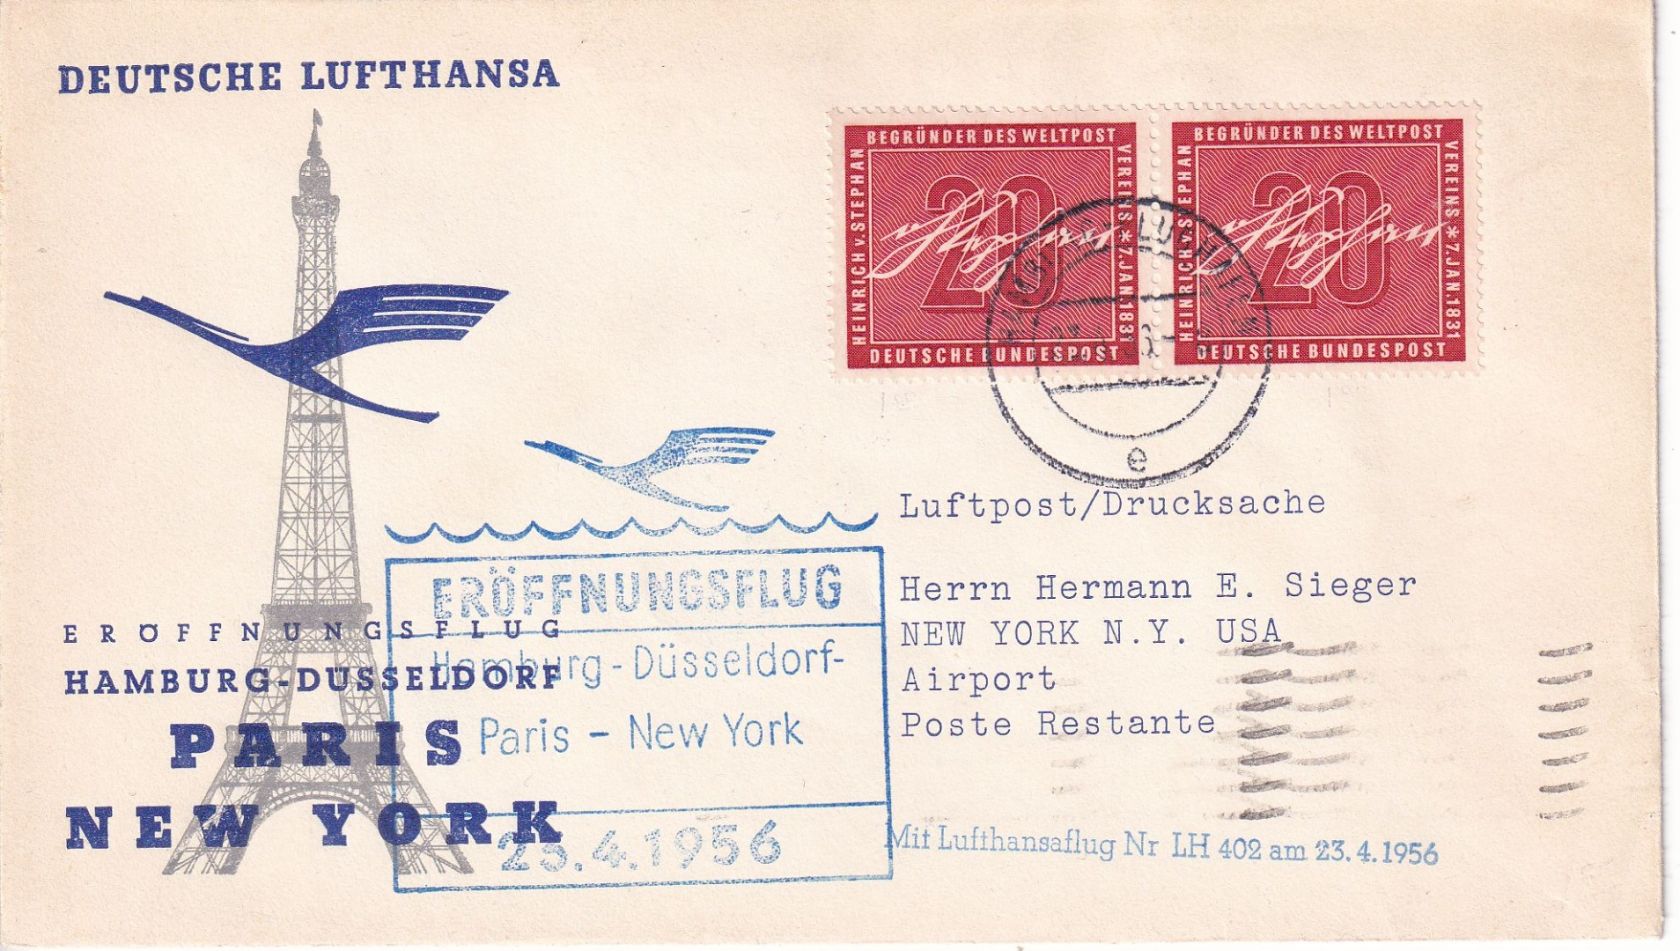 DEUTSCHE LUFTHANSA
BEGRÜNDER DES WELTPOST
VEREINS * 7. JAN. 1831
HEINRICH v. STEPHAN
20
DEUTSCHE BUNDESPOST
BEGRÜNDER DES WELTPOST
VEREINS * 7. JAN. 1831
HEINRICH v. STEPHAN
20
DEUTSCHE BUNDESPOST
e
Luftpost/Drucksache
Herrn Hermann E. Sieger
NEW YORK N.Y. USA
Airport
Poste Restante
ERÖFFNUNGSFLUG
HAMBURG-DÜSSELDORF
PARIS
NEW YORK
ERÖFFNUNGSFLUG
Hamburg-Düsseldorf-
Paris - New York
23.4.1956
Mit Lufthansaflug Nr LH 402 am 23.4.1956